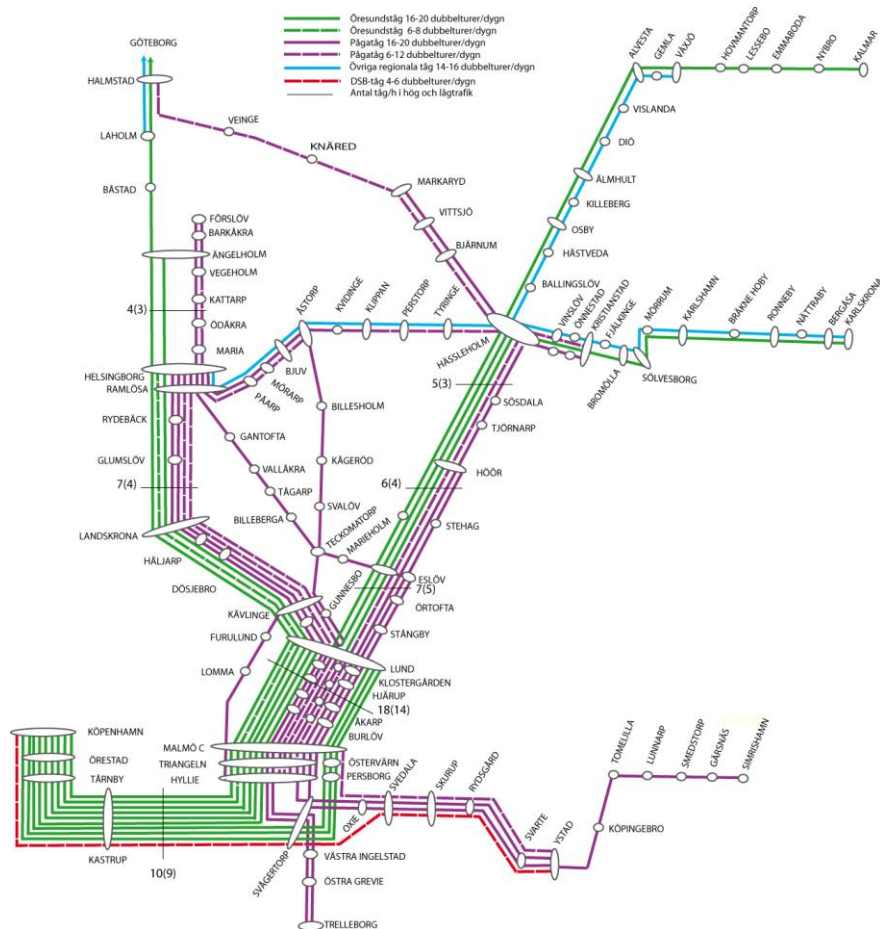 Öresundståg 16-20 dubbelturer/dygn
Öresundståg 6-8 dubbelturer/dygn
Pågatåg 16-20 dubbelturer/dygn
Pågatåg 6-12 dubbelturer/dygn
Övriga regionala tåg 14-16 dubbelturer/dygn
DSB-tåg 4-6 dubbelturer/dygn
Antal tåg/h i hög och lågtrafik
GÖTEBORG
HALMSTAD
LAHOLM
BÅSTAD
VEINGE
KNÄRED
MARKARYD
VITTSJÖ
BJÄRNUM
FÖRSLÖV
BARKÅKRA
ÄNGELHOLM
VEGEHOLM
KATTARP
ÖDÅKRA
MARIA
4(3)
HELSINGBORG
RAMLÖSA
RYDEBÄCK
GLUMSLÖV
7(4)
LANDSKRONA
HÄLJARP
DÖSJEBRO
KÄVLINGE
FURULUND
LOMMA
ÅSTORP
KVIDINGE
KLIPPAN
PERSTORP
TYRINGE
BJUV
MÖRARP
PÅARP
GANTOFTA
VALLÅKRA
TÅGARP
BILLEBERGA
BILLESHOLM
KÅGERÖD
SVALÖV
TECKOMATORP
MARIEHOLM
GUNNESBO
ALVESTA
GEMLA
VÄXJÖ
HOVMANTORP
LESSEBO
EMMABODA
NYBRO
KALMAR
VISLANDA
DIÖ
ÄLMHULT
KILLEBERG
OSBY
HÄSTVEDA
BALLINGSLÖV
HÄSSLEHOLM
VINSLÖV
ÖNNESTAD
KRISTIANSTAD
FJÄLKINGE
BROMÖLLA
SÖLVESBORG
MÖRRUM
KARLSHAMN
BRÄKNE HOBY
RONNEBY
NÄTTRABY
BERGÅSA
KARLSKRONA
5(3)
SÖSDALA
TJÖRNARP
HÖÖR
6(4)
STEHAG
ESLÖV
7(5)
ÖRTOFTA
STÅNGBY
LUND
KLOSTERGÅRDEN
HJÄRUP
18(14)
ÅKARP
BURLÖV
MALMÖ C
TRIANGELN
HYLLIE
ÖSTERVÄRN
PERSBORG
KÖPENHAMN
ÖRESTAD
TÅRNBY
KASTRUP
10(9)
SVÅGERTORP
OXIE
SVEDALA
SKURUP
RYDSGÅRD
SVARTE
YSTAD
KÖPINGEBRO
TOMELILLA
LUNNARP
SMEDSTORP
GÄRSNÄS
SIMRISHAMN
VÄSTRA INGELSTAD
ÖSTRA GREVIE
TRELLEBORG